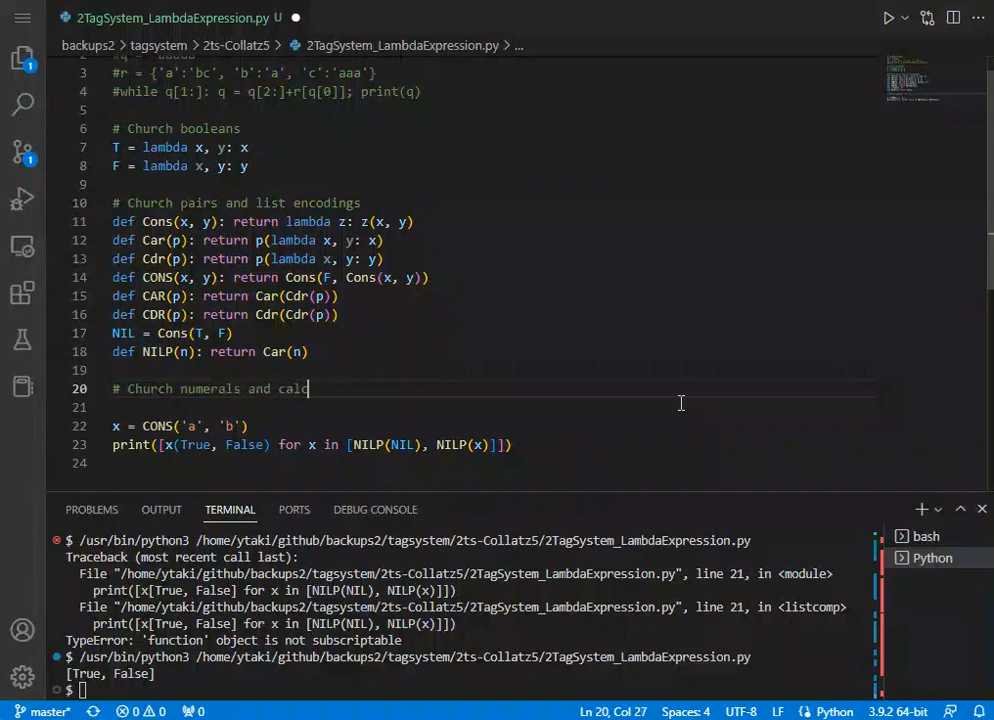 2TagSystem_LambdaExpression.py U
backups2 > tagsystem > 2ts-Collatz5 > 2TagSystem_LambdaExpression.py > ...
3 #r = {'a':'bc', 'b':'a', 'c':'aaa'}
4 #while q[1:]: q = q[2:]+r[q[0]]; print(q)
5
6 # Church booleans
7 T = lambda x, y: x
8 F = lambda x, y: y
9
10 # Church pairs and list encodings
11 def Cons(x, y): return lambda z: z(x, y)
12 def Car(p): return p(lambda x, y: x)
13 def Cdr(p): return p(lambda x, y: y)
14 def CONS(x, y): return Cons(F, Cons(x, y))
15 def CAR(p): return Car(Cdr(p))
16 def CDR(p): return Cdr(Cdr(p))
17 NIL = Cons(T, F)
18 def NILP(n): return Car(n)
19
20 # Church numerals and calc
21
22 x = CONS('a', 'b')
23 print([x(True, False) for x in [NILP(NIL), NILP(x)]])
24
1
1
PROBLEMS OUTPUT TERMINAL PORTS DEBUG CONSOLE
$ /usr/bin/python3 /home/ytaki/github/backups2/tagsystem/2ts-Collatz5/2TagSystem_LambdaExpression.py
Traceback (most recent call last):
File "/home/ytaki/github/backups2/tagsystem/2ts-Collatz5/2TagSystem_LambdaExpression.py", line 21, in <module>
print([x[True, False] for x in [NILP(NIL), NILP(x)]])
File "/home/ytaki/github/backups2/tagsystem/2ts-Collatz5/2TagSystem_LambdaExpression.py", line 21, in <listcomp>
print([x[True, False] for x in [NILP(NIL), NILP(x)]])
TypeError: 'function' object is not subscriptable
$ /usr/bin/python3 /home/ytaki/github/backups2/tagsystem/2ts-Collatz5/2TagSystem_LambdaExpression.py
[True, False]
$
bash
Python
master* 0 0 0 Ln 20, Col 27 Spaces: 4 UTF-8 LF Python 3.9.2 64-bit